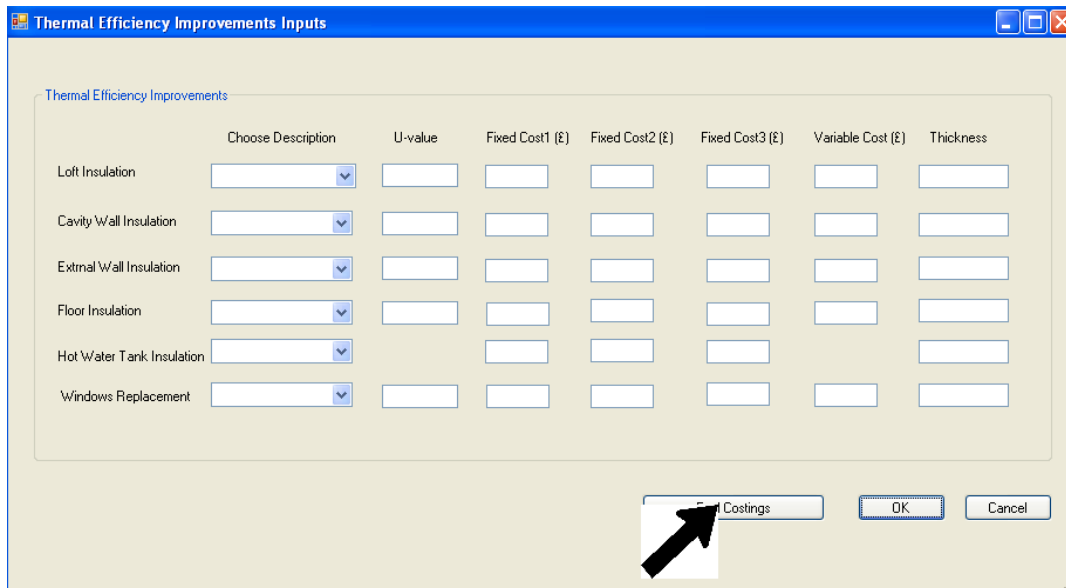 Thermal Efficiency Improvements Inputs
Thermal Efficiency Improvements
Choose Description U-value Fixed Cost1 (£) Fixed Cost2 (£) Fixed Cost3 (£) Variable Cost (£) Thickness
Loft Insulation
Cavity Wall Insulation
Extrnal Wall Insulation
Floor Insulation
Hot Water Tank Insulation
Windows Replacement
Costings OK Cancel